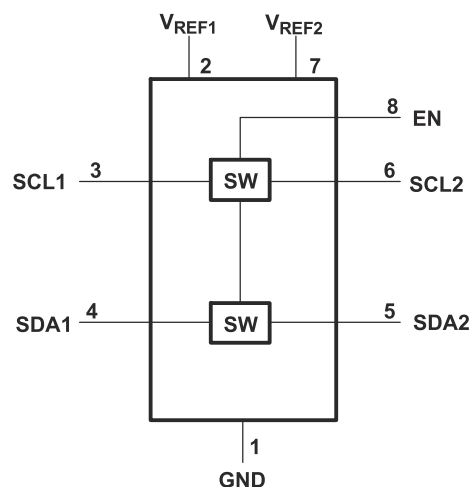 VREF1 VREF2
2 7
8 EN
SCL1 3 SW 6 SCL2
SDA1 4 SW 5 SDA2
1
GND